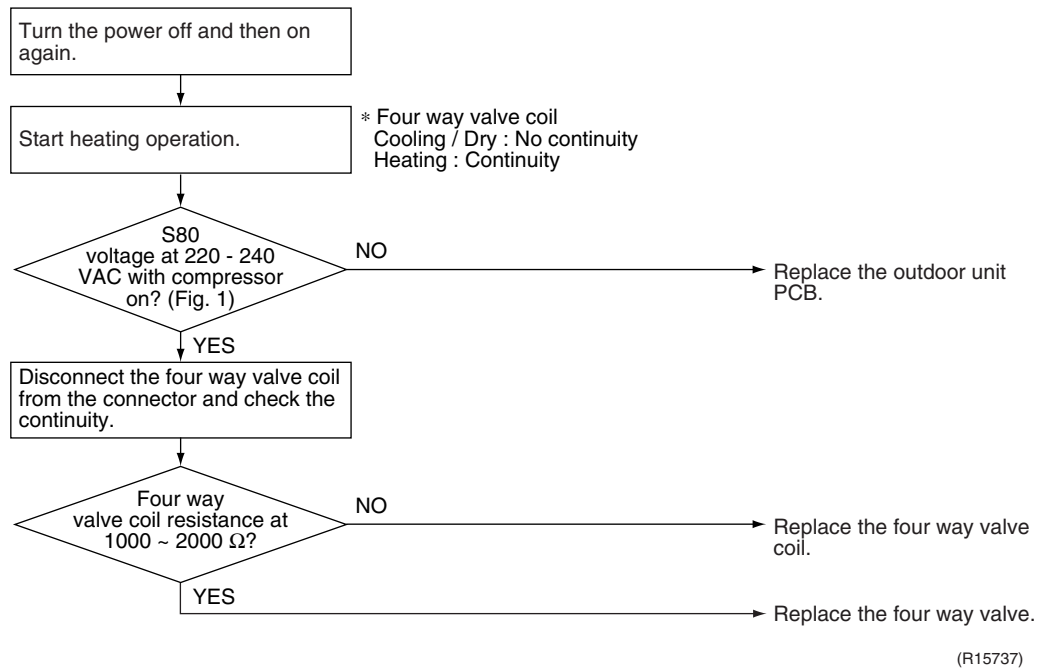 Turn the power off and then on
again.
Start heating operation.
* Four way valve coil
Cooling / Dry : No continuity
Heating : Continuity
S80
voltage at 220 - 240
VAC with compressor
on? (Fig. 1)
NO
Replace the outdoor unit
PCB.
YES
Disconnect the four way valve coil
from the connector and check the
continuity.
Four way
valve coil resistance at
1000 ~ 2000 Ω?
NO
Replace the four way valve
coil.
YES
Replace the four way valve.
(R15737)